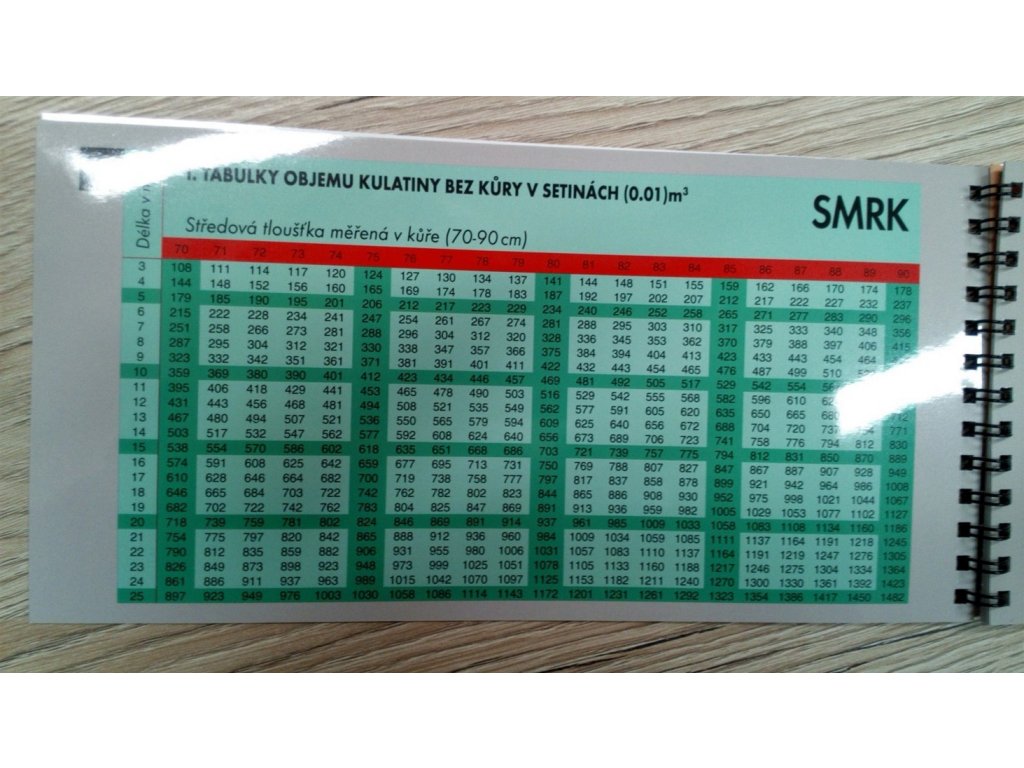 1. TABULKY OBJEMU KULATINY BEZ KŮRY V SETINÁCH (0.01)m³
SMRK
Délka v
Středová tloušťka měřená v kůře (70-90 cm)
70 71 72 73 74 75 76 77 78 79 80 81 82 83 84 85 86 87 88 89 90
3 108 111 114 117 120 124 127 130 134 137 141 144 148 151 155 159 162 166 170 174 178
4 144 148 152 156 160 165 169 174 178 183 187 192 197 202 207 212 217 222 227 232 237
5 179 185 190 195 201 206 212 217 223 229 234 240 246 252 258 265 271 277 283 290 296
6 215 222 228 234 241 247 254 261 267 274 281 288 295 303 310 317 325 333 340 348 356
7 251 258 266 273 281 288 296 304 312 320 328 336 345 353 362 370 379 388 397 406 415
8 287 295 304 312 321 330 338 347 357 366 375 384 394 404 413 423 433 443 454 464
9 323 332 342 351 361 371 381 391 401 411 422 432 443 454 465 476 487 499 510
10 359 369 380 390 401 412 423 434 446 457 469 481 492 505 517 529 542 554
11 395 406 418 429 441 453 465 478 490 503 516 529 542 555 568 582 596 610
12 431 443 456 468 481 494 508 521 535 549 562 577 591 605 620 635 650 665
13 467 480 494 507 521 536 550 565 579 594 609 625 640 656 672 688 704 720 737
14 503 517 532 547 562 577 592 608 624 640 656 673 689 706 723 741 758 776 794 812 830
15 538 554 570 586 602 618 635 651 668 686 703 721 739 757 775 794 812 831 850 870 889
16 574 591 608 625 642 659 677 695 713 731 750 769 788 807 827 847 867 887 907 928 949
17 610 628 646 664 682 700 719 738 758 777 797 817 837 858 878 899 921 942 964 986 1008
18 646 665 684 703 722 742 762 782 802 823 844 865 886 908 930 952 975 998 1021 1044 1067
19 682 702 722 742 762 783 804 825 847 869 891 913 936 959 982 1005 1029 1053 1077 1102 1127
20 718 739 759 781 802 824 846 869 891 914 937 961 985 1009 1033 1058 1083 1108 1134 1160 1186
21 754 775 797 820 842 865 888 912 936 960 984 1009 1034 1059 1085 1111 1137 1164 1191 1218 1245
22 790 812 835 859 882 906 931 955 980 1006 1031 1057 1083 1110 1137 1164 1191 1219 1247 1276 1305
23 826 849 873 898 923 948 973 999 1025 1051 1078 1105 1133 1160 1188 1217 1246 1275 1304 1334 1364
24 861 886 911 937 963 989 1015 1042 1070 1097 1125 1153 1182 1211 1240 1270 1300 1330 1361 1392 1423
25 897 923 949 976 1003 1030 1058 1086 1114 1143 1172 1201 1231 1261 1292 1323 1354 1386 1417 1450 1482